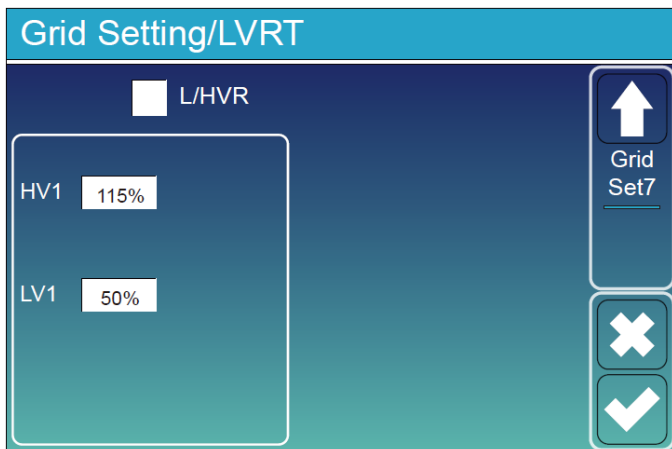 Grid Setting/LVRT
L/HVR
HV1 115%
LV1 50%
Grid
Set7